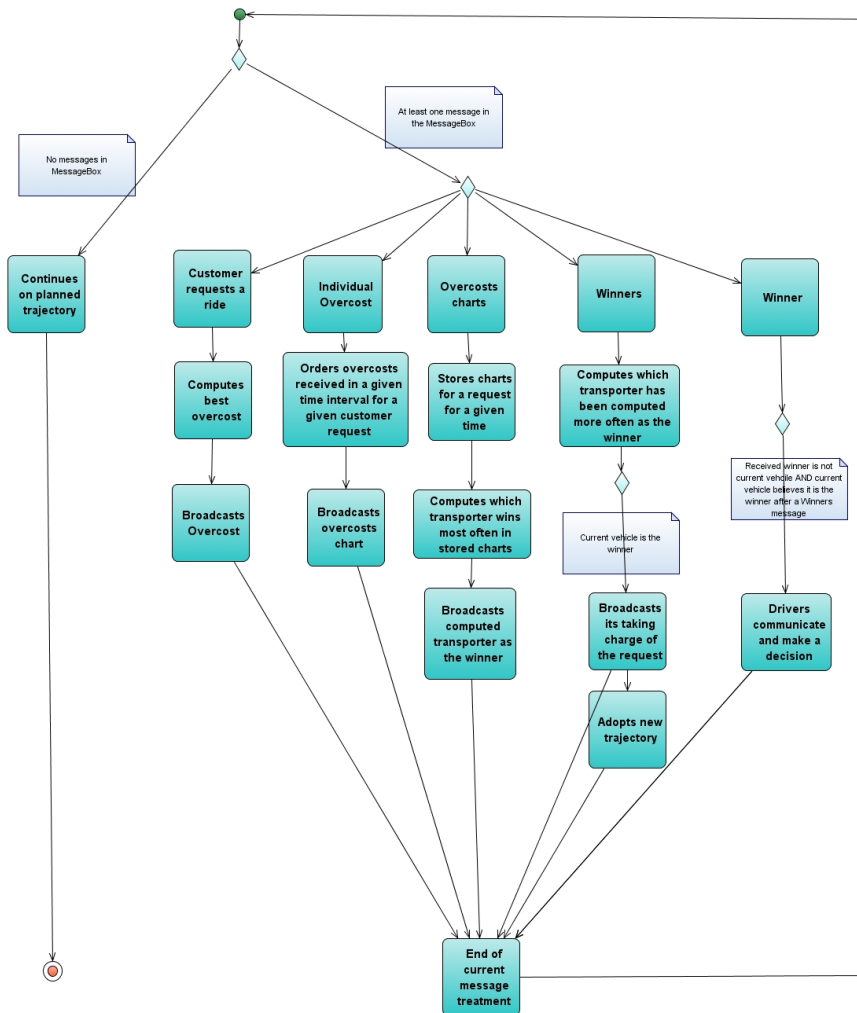 At least one message in
the MessageBox
No messages in
MessageBox
Continues
on planned
trajectory
Customer
requests a
ride
Individual
Overcost
Overcosts
charts
Winners
Winner
Computes
best
overcost
Orders overcosts
received in a given
time interval for a
given customer
request
Stores charts
for a request
for a given
time
Computes which
transporter has
been computed
more often as the
winner
Received winner is not
current vehcile AND current
vehicle believes it is the
winner after a Winners
message
Broadcasts
Overcost
Broadcasts
overcosts
chart
Computes which
transporter wins
most often in
stored charts
Current vehicle is the
winner
Broadcasts
computed
transporter as
the winner
Broadcasts
its taking
charge of
the request
Drivers
communicate
and make a
decision
Adopts new
trajectory
End of
current
message
treatment